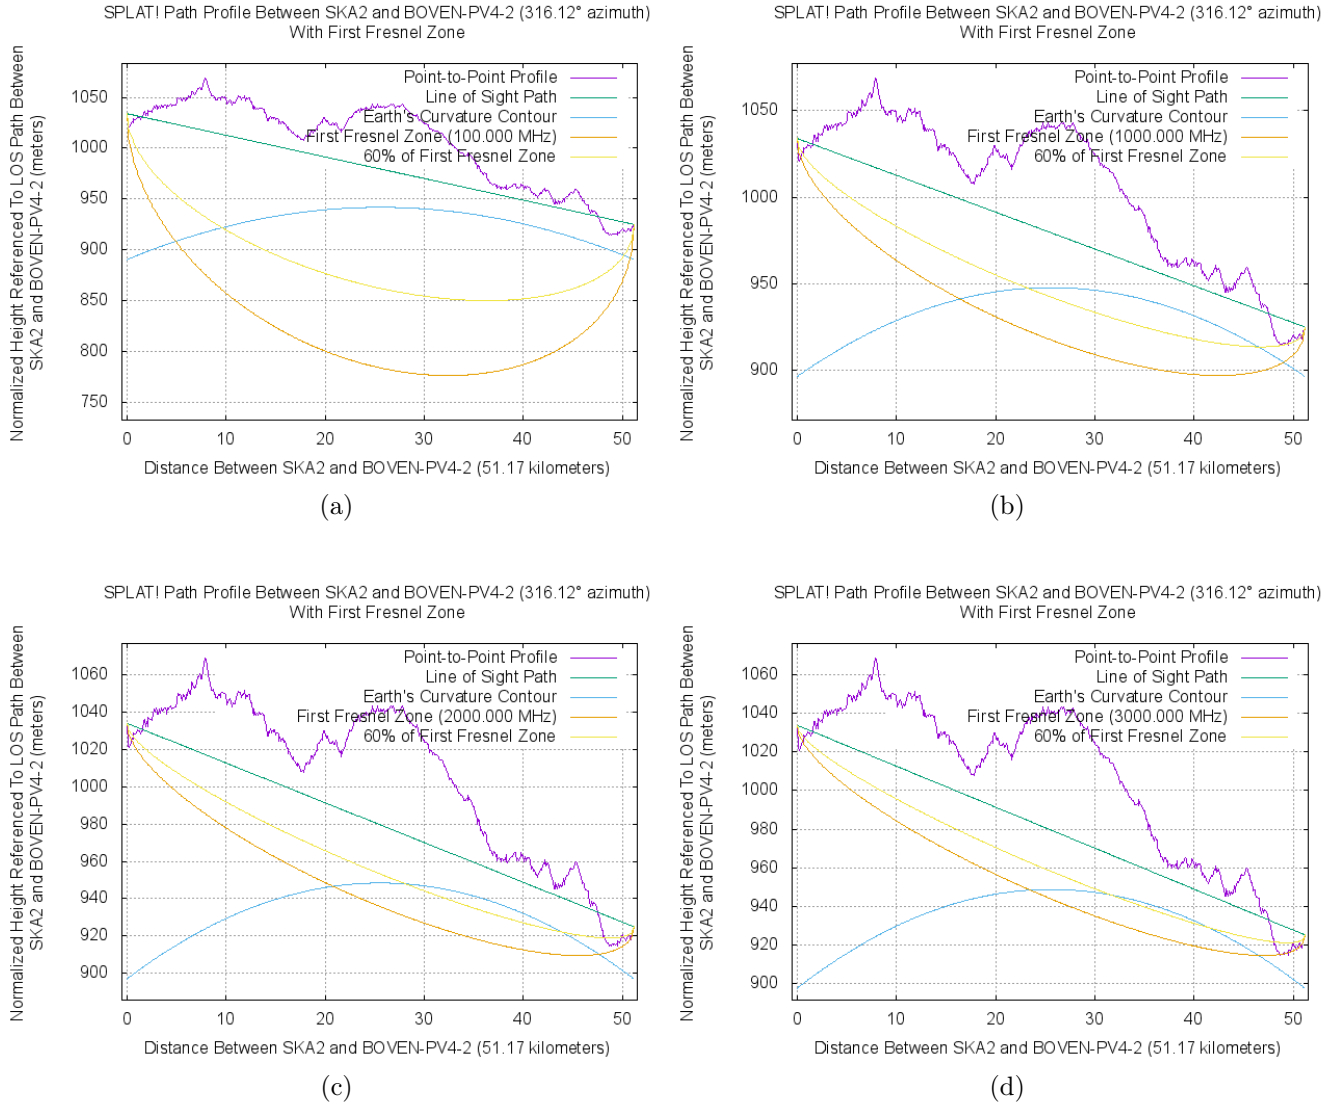 SPLAT! Path Profile Between SKA2 and BOVEN-PV4-2 (316.12° azimuth)
With First Fresnel Zone
Normalized Height Referenced To LOS Path Between
SKA2 and BOVEN-PV4-2 (meters)
Point-to-Point Profile
Line of Sight Path
Earth's Curvature Contour
First Fresnel Zone (100.000 MHz)
60% of First Fresnel Zone
1050
1000
950
900
850
800
750
0 10 20 30 40 50
Distance Between SKA2 and BOVEN-PV4-2 (51.17 kilometers)
(a)
SPLAT! Path Profile Between SKA2 and BOVEN-PV4-2 (316.12° azimuth)
With First Fresnel Zone
Normalized Height Referenced To LOS Path Between
SKA2 and BOVEN-PV4-2 (meters)
Point-to-Point Profile
Line of Sight Path
Earth's Curvature Contour
First Fresnel Zone (1000.000 MHz)
60% of First Fresnel Zone
1050
1000
950
900
0 10 20 30 40 50
Distance Between SKA2 and BOVEN-PV4-2 (51.17 kilometers)
(b)
SPLAT! Path Profile Between SKA2 and BOVEN-PV4-2 (316.12° azimuth)
With First Fresnel Zone
Normalized Height Referenced To LOS Path Between
SKA2 and BOVEN-PV4-2 (meters)
Point-to-Point Profile
Line of Sight Path
Earth's Curvature Contour
First Fresnel Zone (2000.000 MHz)
60% of First Fresnel Zone
1060
1040
1020
1000
980
960
940
920
900
0 10 20 30 40 50
Distance Between SKA2 and BOVEN-PV4-2 (51.17 kilometers)
(c)
SPLAT! Path Profile Between SKA2 and BOVEN-PV4-2 (316.12° azimuth)
With First Fresnel Zone
Normalized Height Referenced To LOS Path Between
SKA2 and BOVEN-PV4-2 (meters)
Point-to-Point Profile
Line of Sight Path
Earth's Curvature Contour
First Fresnel Zone (3000.000 MHz)
60% of First Fresnel Zone
1060
1040
1020
1000
980
960
940
920
900
0 10 20 30 40 50
Distance Between SKA2 and BOVEN-PV4-2 (51.17 kilometers)
(d)